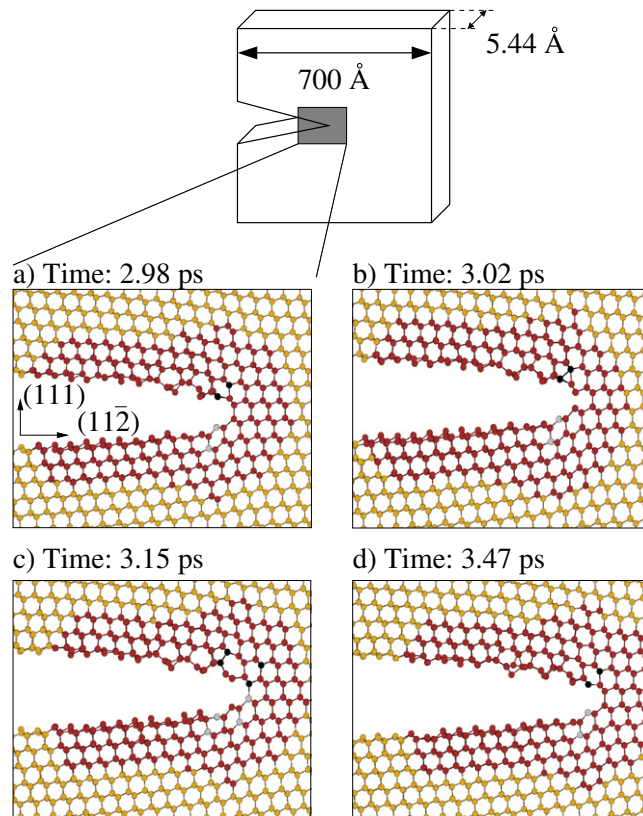 5.44 Å
700 Å
a) Time: 2.98 ps
b) Time: 3.02 ps
(111)
(112̅)
c) Time: 3.15 ps
d) Time: 3.47 ps